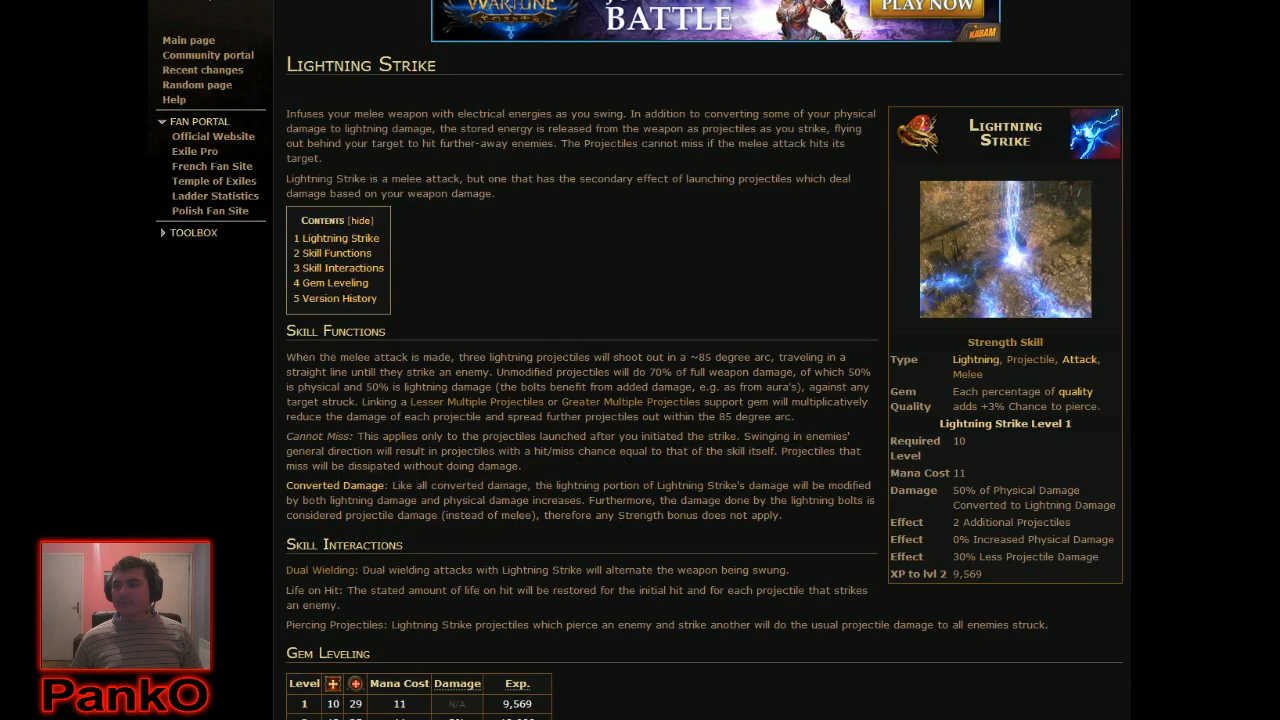 WARTUNE
BATTLE
PLAY NOW
KABAM
Main page
Community portal
Recent changes
Random page
Help
FAN PORTAL
Official Website
Exile Pro
French Fan Site
Temple of Exiles
Ladder Statistics
Polish Fan Site
TOOLBOX
Lightning Strike
Infuses your melee weapon with electrical energies as you swing. In addition to converting some of your physical
damage to lightning damage, the stored energy is released from the weapon as projectiles as you strike, flying
out behind your target to hit further-away enemies. The Projectiles cannot miss if the melee attack hits its
target.
Lightning Strike is a melee attack, but one that has the secondary effect of launching projectiles which deal
damage based on your weapon damage.
Contents [hide]
1 Lightning Strike
2 Skill Functions
3 Skill Interactions
4 Gem Leveling
5 Version History
Skill Functions
When the melee attack is made, three lightning projectiles will shoot out in a ~85 degree arc, traveling in a
straight line untill they strike an enemy. Unmodified projectiles will do 70% of full weapon damage, of which 50%
is physical and 50% is lightning damage (the bolts benefit from added damage, e.g. as from aura's), against any
target struck. Linking a Lesser Multiple Projectiles or Greater Multiple Projectiles support gem will multiplicatively
reduce the damage of each projectile and spread further projectiles out within the 85 degree arc.
Cannot Miss: This applies only to the projectiles launched after you initiated the strike. Swinging in enemies'
general direction will result in projectiles with a hit/miss chance equal to that of the skill itself. Projectiles that
miss will be dissipated without doing damage.
Converted Damage: Like all converted damage, the lightning portion of Lightning Strike's damage will be modified
by both lightning damage and physical damage increases. Furthermore, the damage done by the lightning bolts is
considered projectile damage (instead of melee), therefore any Strength bonus does not apply.
Skill Interactions
Dual Wielding: Dual wielding attacks with Lightning Strike will alternate the weapon being swung.
Life on Hit: The stated amount of life on hit will be restored for the initial hit and for each projectile that strikes
an enemy.
Piercing Projectiles: Lightning Strike projectiles which pierce an enemy and strike another will do the usual projectile damage to all enemies struck.
Gem Leveling
Level Mana Cost Damage Exp.
1 10 29 11 N/A 9,569
Lightning
Strike
Strength Skill
Type Lightning, Projectile, Attack,
Melee
Gem Each percentage of quality
Quality adds +3% Chance to pierce.
Lightning Strike Level 1
Required 10
Level
Mana Cost 11
Damage 50% of Physical Damage
Converted to Lightning Damage
Effect 2 Additional Projectiles
Effect 0% Increased Physical Damage
Effect 30% Less Projectile Damage
XP to lvl 2 9,569
PankO